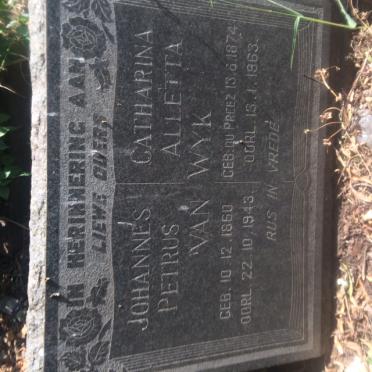 IN HERINNERING AAN
LIEWE OUERS
JOHANNES
PETRUS
CATHARINA
ALLETTA
VAN WYK
GEB. 10.12.1860
OORL. 22.10.1943
GEB. DU PREEZ 13.6.1874
OORL. 13.1.1963.
RUS IN VREDE